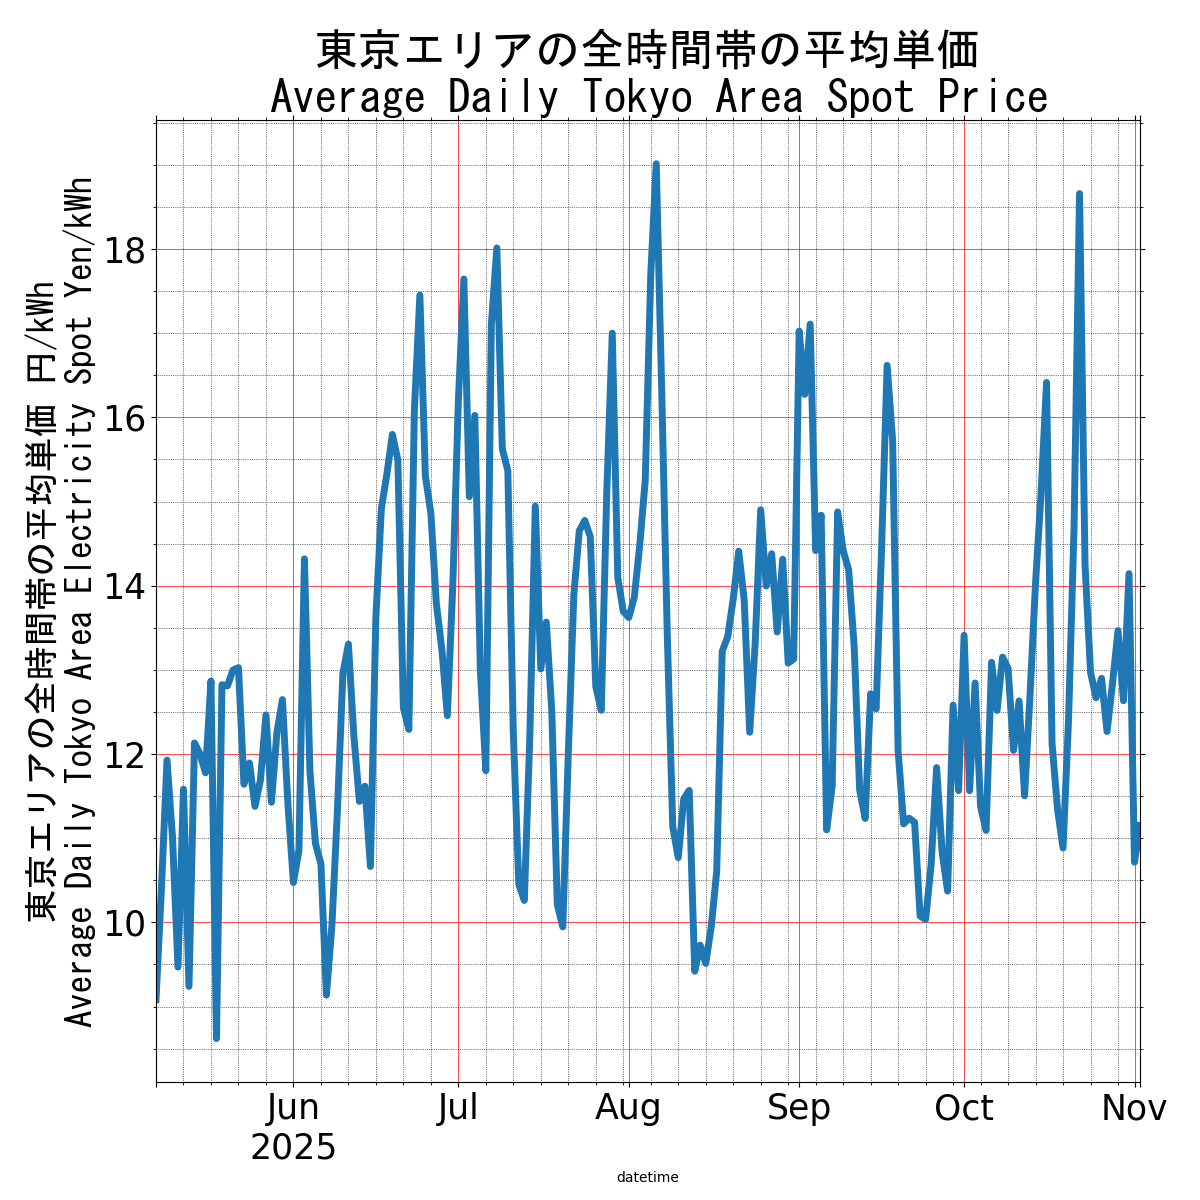 東京エリアの全時間帯の平均単価
Average Daily Tokyo Area Spot Price
東京エリアの全時間帯の平均単価 円/kWh
Average Daily Tokyo Area Electricity Spot Yen/kWh
18
16
14
12
10
Jun Jul Aug Sep Oct Nov
2025
datetime